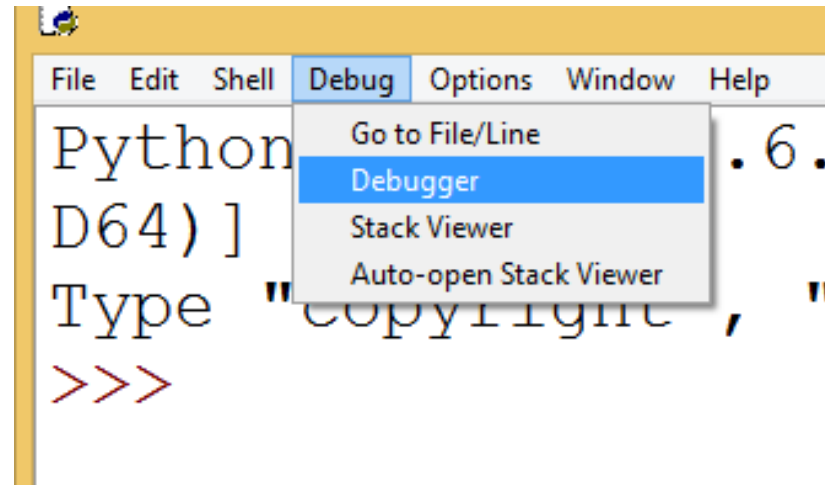 File Edit Shell Debug Options Window Help
Go to File/Line
Debugger
Stack Viewer
Auto-open Stack Viewer
Python .6.
D64)]
Type " , "
>>>